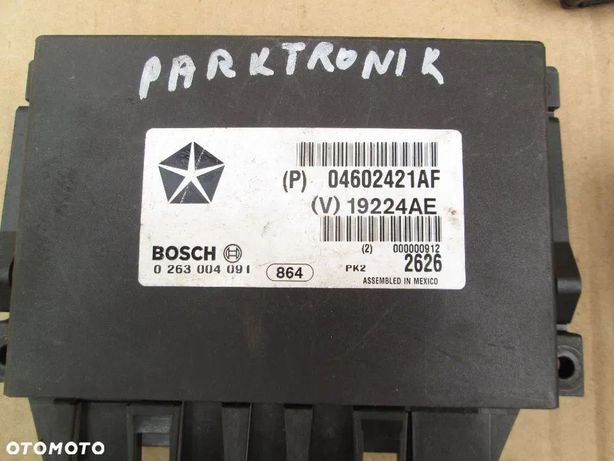 PARKTRONIK
(P) 04602421AF
(V) 19224AE
(2) 000000912
BOSCH
0 263 004 091
864
PK2
2626
ASSEMBLED IN MEXICO
OTOMOTO